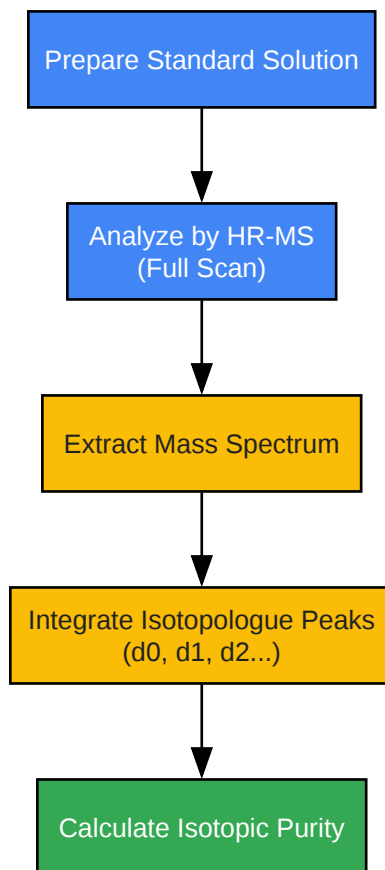 Prepare Standard Solution
Analyze by HR-MS
(Full Scan)
Extract Mass Spectrum
Integrate Isotopologue Peaks
(d0, d1, d2...)
Calculate Isotopic Purity